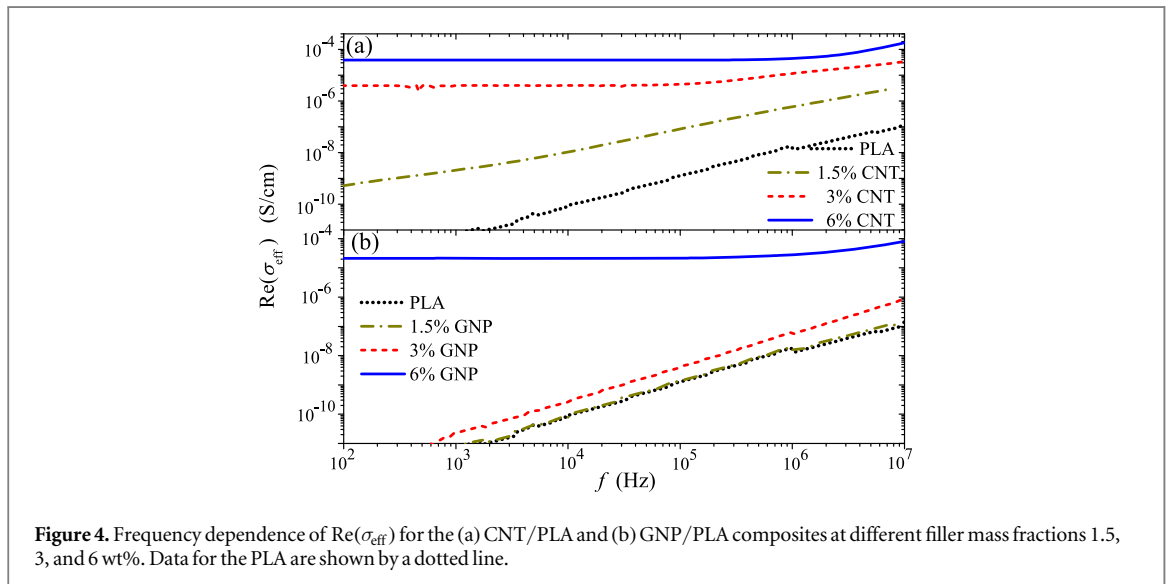 (a)
10⁻⁴
10⁻⁶
10⁻⁸
10⁻¹⁰
PLA
1.5% CNT
3% CNT
6% CNT
Re(σ_eff) (S/cm)
(b)
10⁻⁴
10⁻⁶
10⁻⁸
10⁻¹⁰
PLA
1.5% GNP
3% GNP
6% GNP
10² 10³ 10⁴ 10⁵ 10⁶ 10⁷
f (Hz)
Figure 4. Frequency dependence of Re(σ_eff) for the (a) CNT/PLA and (b) GNP/PLA composites at different filler mass fractions 1.5,
3, and 6 wt%. Data for the PLA are shown by a dotted line.